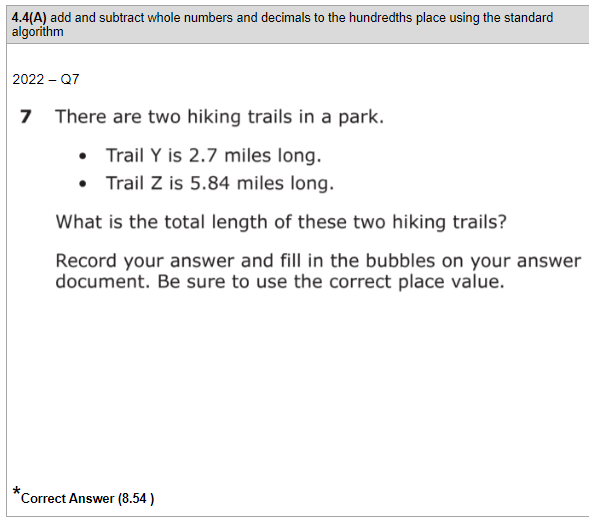 4.4(A) add and subtract whole numbers and decimals to the hundredths place using the standard
algorithm
2022 – Q7
7 There are two hiking trails in a park.
• Trail Y is 2.7 miles long.
• Trail Z is 5.84 miles long.
What is the total length of these two hiking trails?
Record your answer and fill in the bubbles on your answer
document. Be sure to use the correct place value.
*Correct Answer (8.54 )